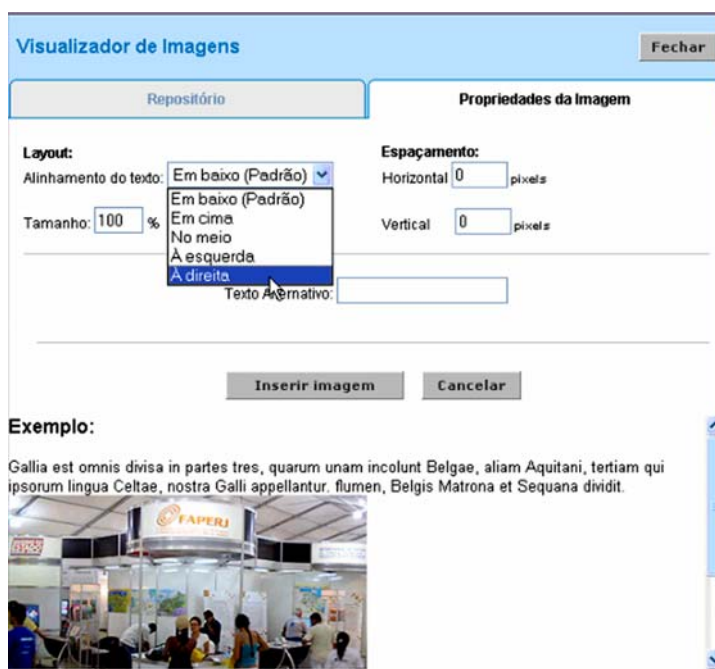 Visualizador de Imagens
Fechar
Repositório
Propriedades da Imagem
Layout:
Espaçamento:
Alinhamento do texto: Em baixo (Padrão)
Horizontal 0 pixels
Em baixo (Padrão)
Em cima
No meio
À esquerda
À direita
Tamanho: 100 %
Vertical 0 pixels
Texto Alternativo:
Inserir imagem
Cancelar
Exemplo:
Gallia est omnis divisa in partes tres, quarum unam incolunt Belgae, aliam Aquitani, tertiam qui
ipsorum lingua Celtae, nostra Galli appellantur. flumen, Belgis Matrona et Sequana dividit.
FAPERJ